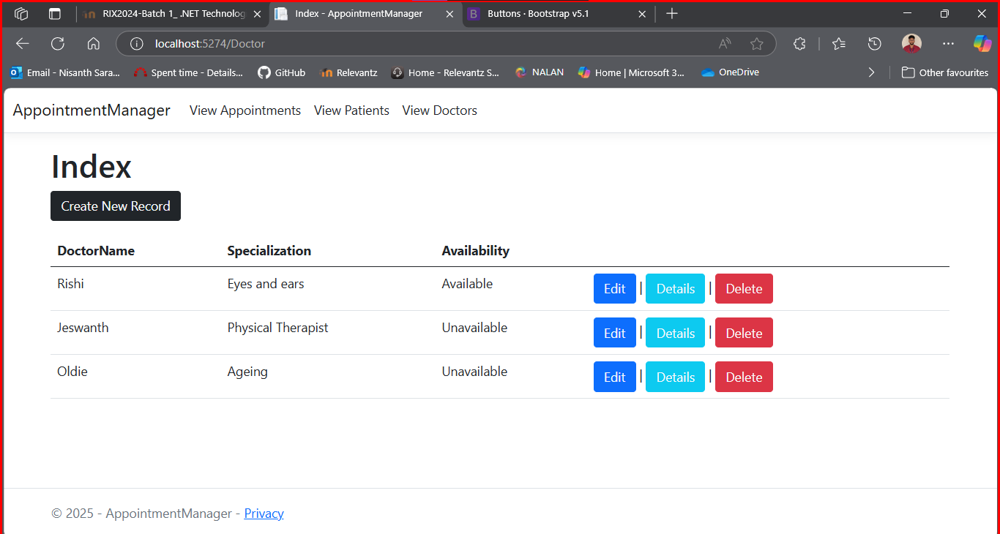 RIX2024-Batch 1_ .NET Technolog
Index - AppointmentManager
Buttons · Bootstrap v5.1
localhost:5274/Doctor
Email - Nisanth Sara...
Spent time - Details...
GitHub
Relevantz
Home - Relevantz S...
NALAN
Home | Microsoft 3...
OneDrive
Other favourites
AppointmentManager View Appointments View Patients View Doctors
Index
Create New Record
DoctorName Specialization Availability
Rishi Eyes and ears Available Edit | Details | Delete
Jeswanth Physical Therapist Unavailable Edit | Details | Delete
Oldie Ageing Unavailable Edit | Details | Delete
© 2025 - AppointmentManager - Privacy